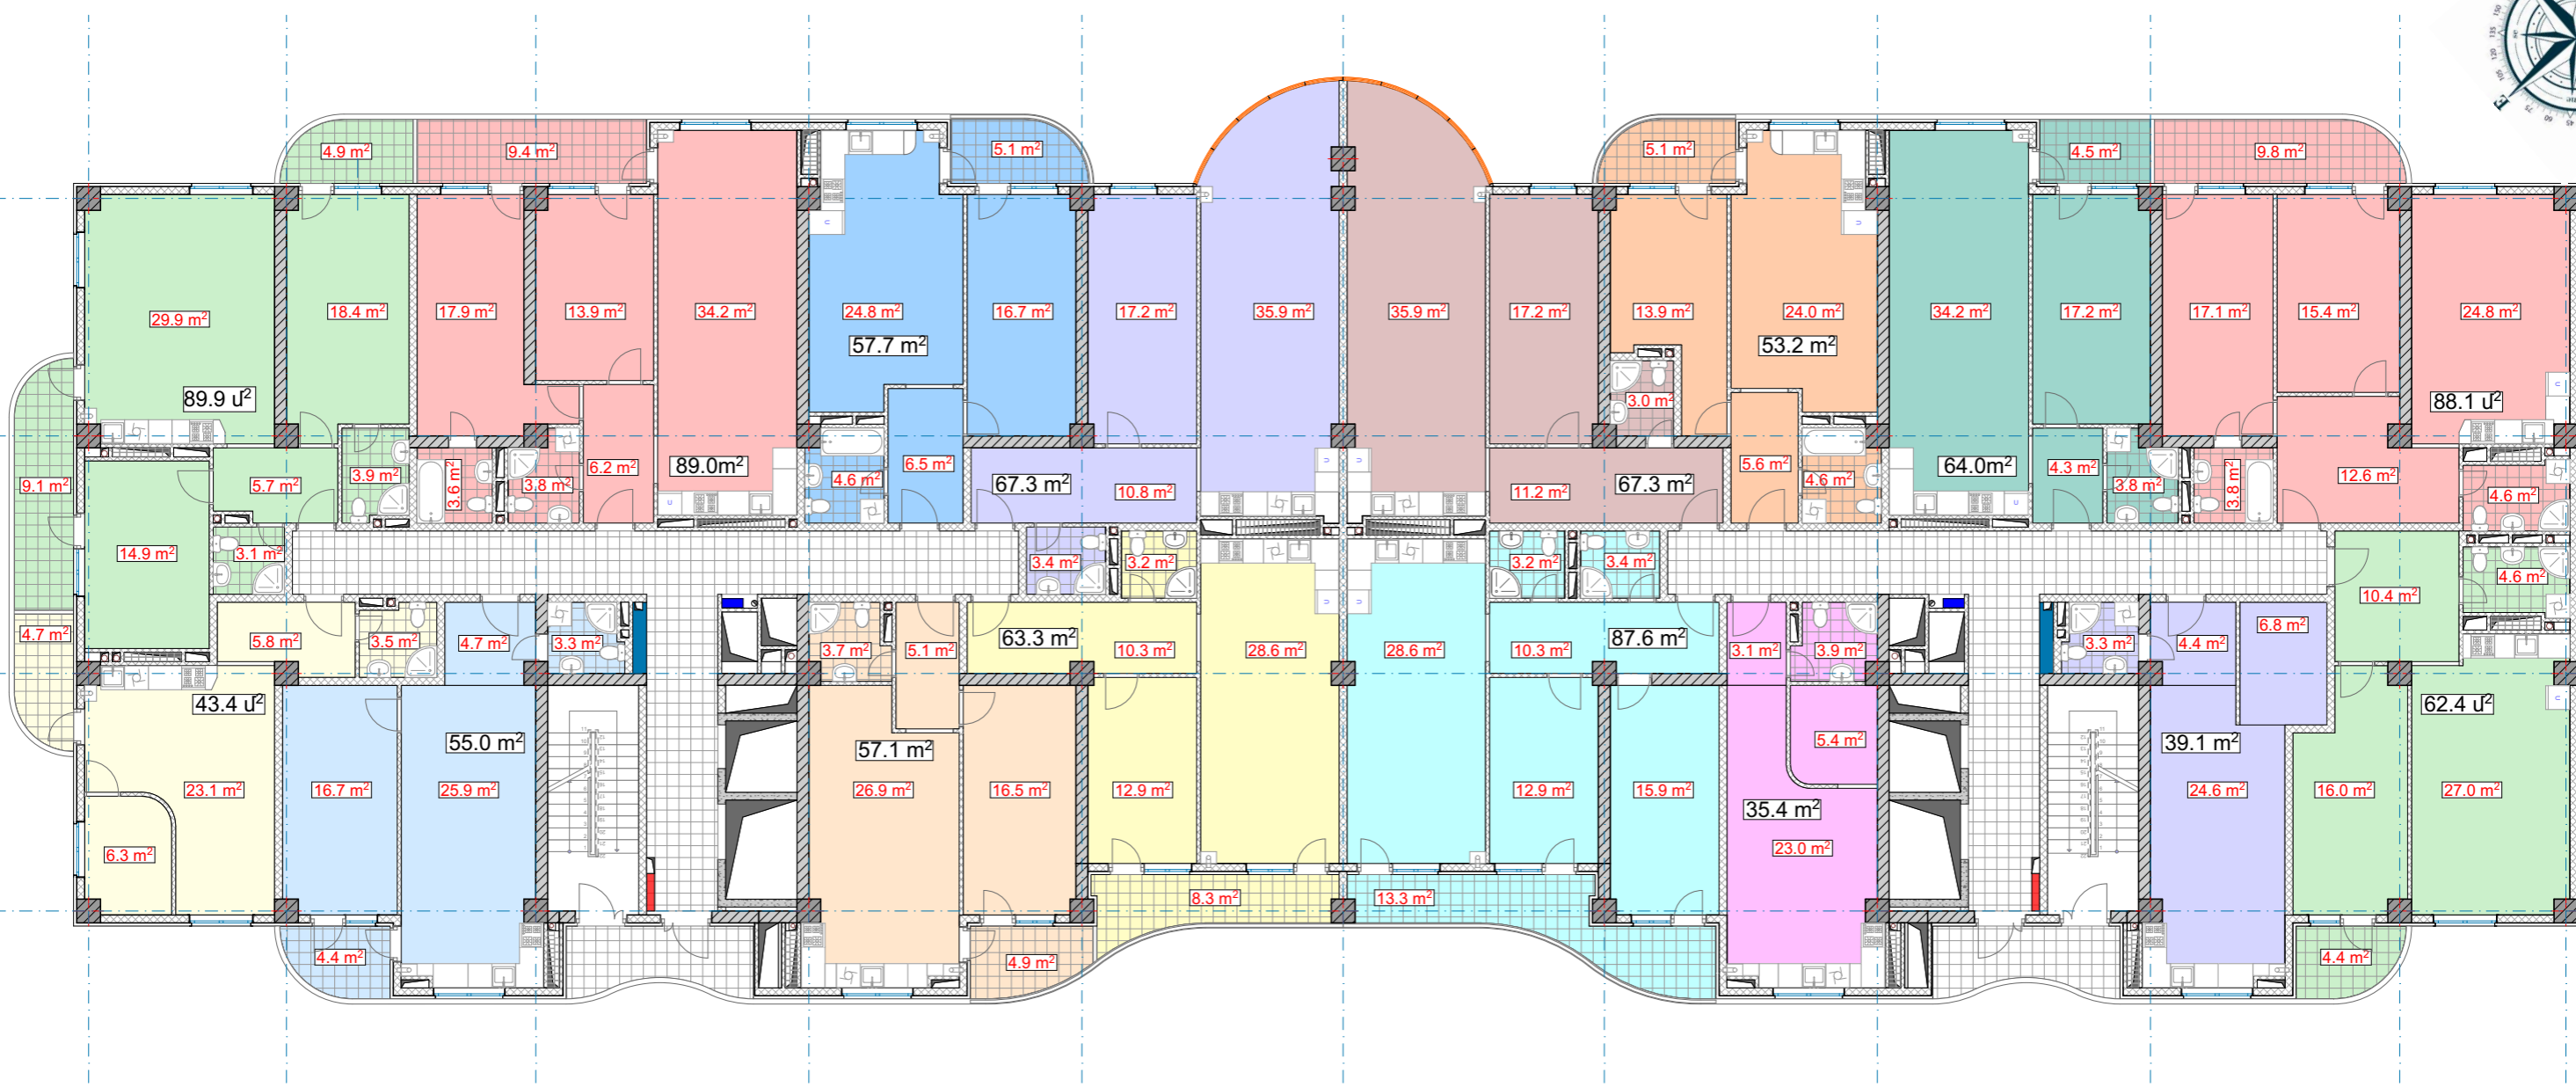 150
135
120
105
75
60
45
E
4.9 m²
9.4 m²
5.1 m²
5.1 m²
4.5 m²
9.8 m²
29.9 m²
18.4 m²
17.9 m²
13.9 m²
34.2 m²
24.8 m²
16.7 m²
17.2 m²
35.9 m²
35.9 m²
17.2 m²
13.9 m²
24.0 m²
34.2 m²
17.2 m²
17.1 m²
15.4 m²
24.8 m²
57.7 m²
53.2 m²
89.9 u²
3.0 m²
88.1 u²
9.1 m²
5.7 m²
3.9 m²
3.6 m²
3.8 m²
6.2 m²
89.0m²
4.6 m²
6.5 m²
67.3 m²
10.8 m²
11.2 m²
67.3 m²
5.6 m²
4.6 m²
64.0m²
4.3 m²
3.8 m²
3.8 m²
12.6 m²
4.6 m²
14.9 m²
3.1 m²
3.4 m²
3.2 m²
3.2 m²
3.4 m²
4.6 m²
10.4 m²
4.7 m²
5.8 m²
3.5 m²
4.7 m²
3.3 m²
3.7 m²
5.1 m²
63.3 m²
10.3 m²
28.6 m²
28.6 m²
10.3 m²
87.6 m²
3.1 m²
3.9 m²
3.3 m²
4.4 m²
6.8 m²
43.4 u²
55.0 m²
57.1 m²
5.4 m²
39.1 m²
62.4 u²
23.1 m²
16.7 m²
25.9 m²
26.9 m²
16.5 m²
12.9 m²
12.9 m²
15.9 m²
35.4 m²
24.6 m²
16.0 m²
27.0 m²
6.3 m²
23.0 m²
8.3 m²
13.3 m²
4.4 m²
4.9 m²
4.4 m²